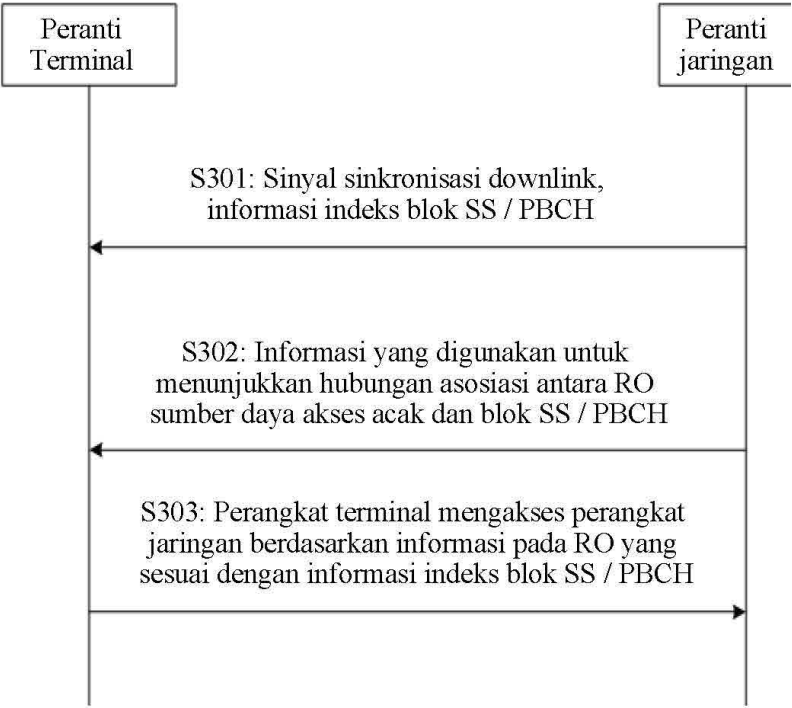 Peranti
Terminal
Peranti
jaringan
S301: Sinyal sinkronisasi downlink,
informasi indeks blok SS / PBCH
S302: Informasi yang digunakan untuk
menunjukkan hubungan asosiasi antara RO
sumber daya akses acak dan blok SS / PBCH
S303: Perangkat terminal mengakses perangkat
jaringan berdasarkan informasi pada RO yang
sesuai dengan informasi indeks blok SS / PBCH